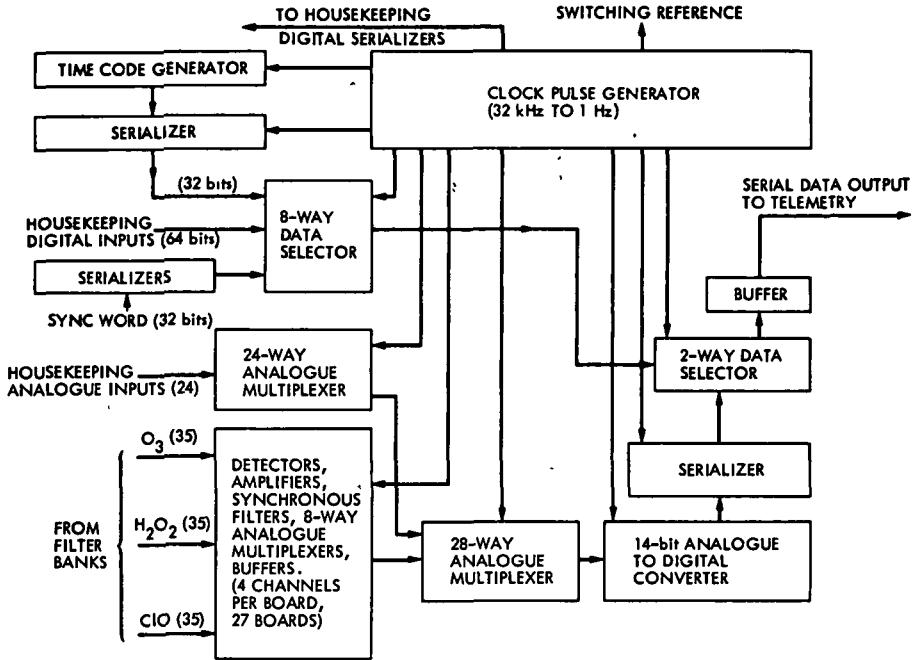 TO HOUSEKEEPING
DIGITAL SERIALIZERS
SWITCHING REFERENCE
TIME CODE GENERATOR
CLOCK PULSE GENERATOR
(32 kHz TO 1 Hz)
SERIALIZER
(32 bits)
8-WAY
DATA
SELECTOR
HOUSEKEEPING
DIGITAL INPUTS (64 bits)
SERIALIZERS
SYNC WORD (32 bits)
SERIAL DATA OUTPUT
TO TELEMETRY
BUFFER
24-WAY
ANALOGUE
MULTIPLEXER
HOUSEKEEPING
ANALOGUE INPUTS (24)
2-WAY DATA
SELECTOR
SERIALIZER
FROM
FILTER
BANKS
O3 (35)
H2O2 (35)
ClO (35)
DETECTORS,
AMPLIFIERS,
SYNCHRONOUS
FILTERS, 8-WAY
ANALOGUE
MULTIPLEXERS,
BUFFERS.
(4 CHANNELS
PER BOARD,
27 BOARDS)
28-WAY
ANALOGUE
MULTIPLEXER
14-bit ANALOGUE
TO DIGITAL
CONVERTER